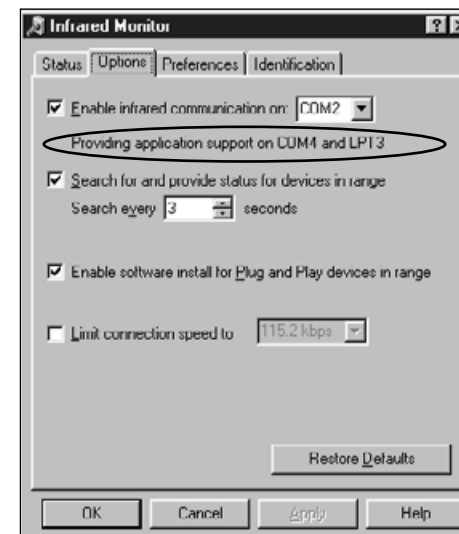 Infrared Monitor
Status Options Preferences Identification
Enable infrared communication on: COM2
Providing application support on COM4 and LPT3
Search for and provide status for devices in range
Search every 3 seconds
Enable software install for Plug and Play devices in range
Limit connection speed to 115.2 kbps
Restore Defaults
OK Cancel Apply Help